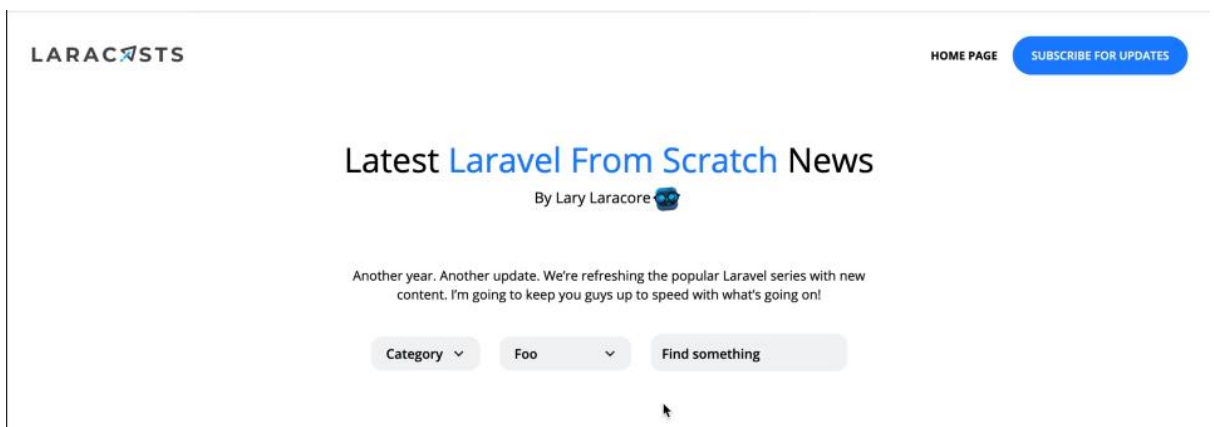 LARACASTS
HOME PAGE
SUBSCRIBE FOR UPDATES
Latest Laravel From Scratch News
By Lary Laracore
Another year. Another update. We're refreshing the popular Laravel series with new
content. I'm going to keep you guys up to speed with what's going on!
Category
Foo
Find something